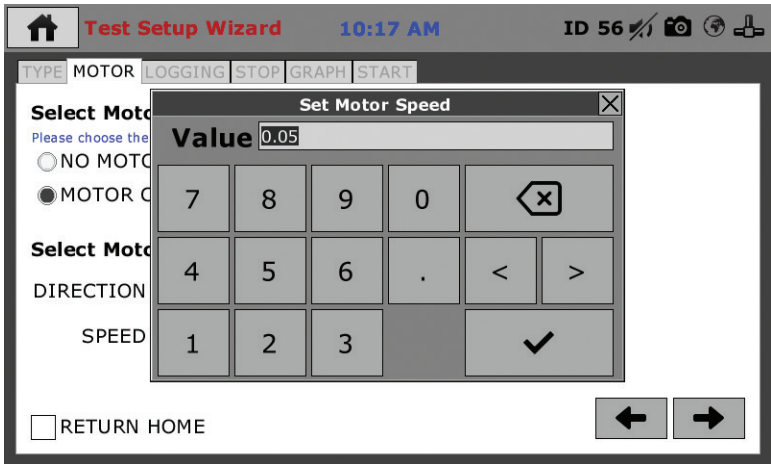 Test Setup Wizard 10:17 AM ID 56
TYPE MOTOR LOGGING STOP GRAPH START
Set Motor Speed
Select Moto
Please choose the
Value 0.05
NO MOTO
MOTOR C
7 8 9 0
Select Moto
4 5 6 . < >
DIRECTION
SPEED
1 2 3
RETURN HOME